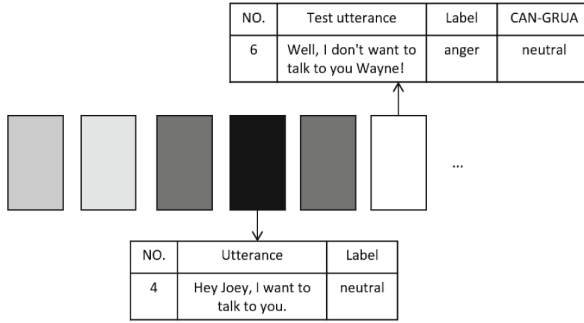 NO. Test utterance Label CAN-GRUA
6 Well, I don't want to talk to you Wayne! anger neutral
...
NO. Utterance Label
4 Hey Joey, I want to talk to you. neutral